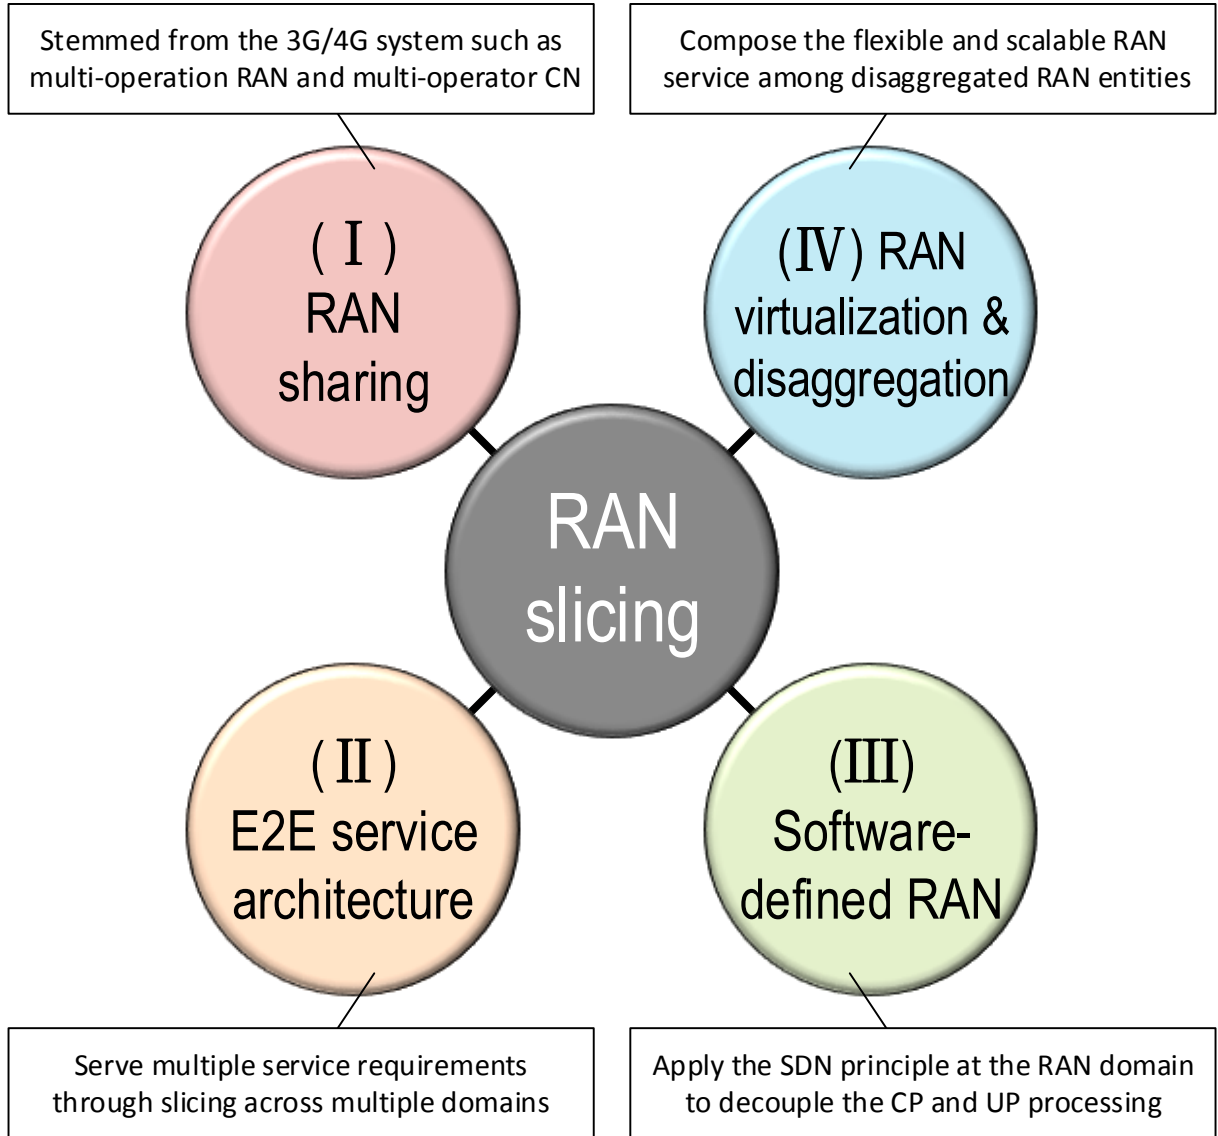 Stemmed from the 3G/4G system such as
multi-operation RAN and multi-operator CN
Compose the flexible and scalable RAN
service among disaggregated RAN entities
( Ⅰ )
RAN
sharing
(Ⅳ) RAN
virtualization &
disaggregation
RAN
slicing
( Ⅱ )
E2E service
architecture
(Ⅲ)
Software-
defined RAN
Serve multiple service requirements
through slicing across multiple domains
Apply the SDN principle at the RAN domain
to decouple the CP and UP processing